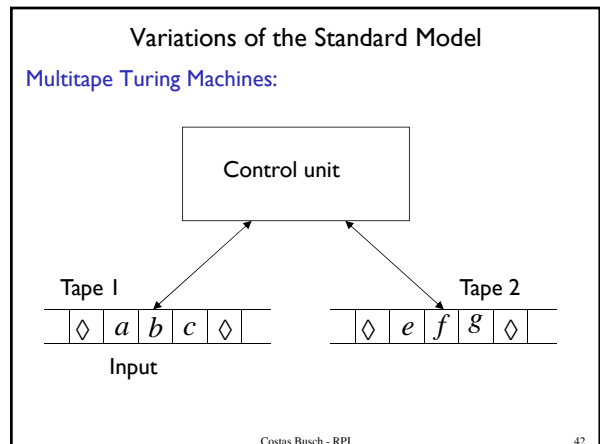 Variations of the Standard Model
Multitape Turing Machines:
Control unit
Tape 1 Tape 2
◊ a b c ◊ ◊ e f g ◊
Input
Costas Busch - RPI 42